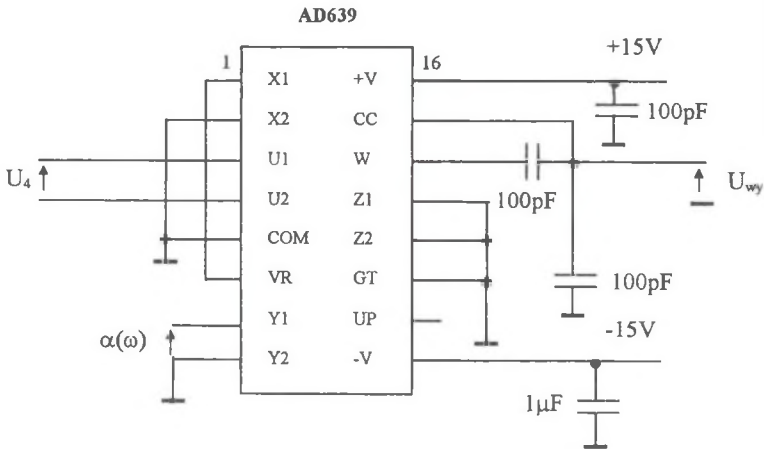 AD639
1
16
+15V
X1
+V
X2
CC
100pF
U1
W
U4
Uwy
U2
Z1
100pF
COM
Z2
VR
GT
100pF
Y1
UP
-15V
α(ω)
Y2
-V
1μF